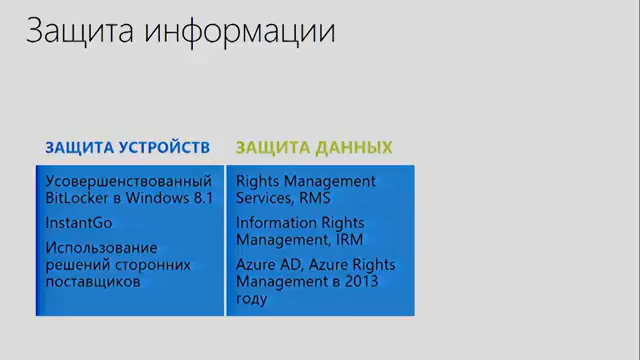 Защита информации
ЗАЩИТА УСТРОЙСТВ
Усовершенствованный
BitLocker в Windows 8.1
InstantGo
Использование
решений сторонних
поставщиков
ЗАЩИТА ДАННЫХ
Rights Management
Services, RMS
Information Rights
Management, IRM
Azure AD, Azure Rights
Management в 2013
году